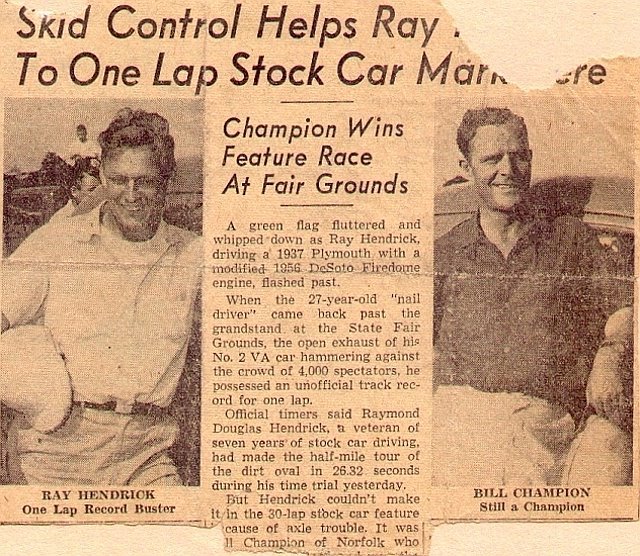 Skid Control Helps Ray
To One Lap Stock Car Mark ere
Champion Wins
Feature Race
At Fair Grounds
A green flag fluttered and
whipped down as Ray Hendrick,
driving a 1937 Plymouth with a
modified 1956 DeSoto Firedome
engine, flashed past.
When the 27-year-old "nail
driver" came back past the
grandstand at the State Fair
Grounds, the open exhaust of his
No. 2 VA car hammering against
the crowd of 4,000 spectators, he
possessed an unofficial track rec-
ord for one lap.
Official timers said Raymond
Douglas Hendrick, a veteran of
seven years of stock car driving,
had made the half-mile tour of
the dirt oval in 26.32 seconds
during his time trial yesterday.
But Hendrick couldn't make
it in the 30-lap stock car feature
cause of axle trouble. It was
ll Champion of Norfolk who
RAY HENDRICK
One Lap Record Buster
BILL CHAMPION
Still a Champion